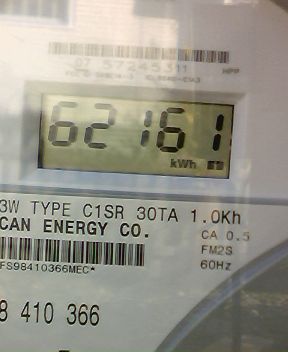 07 57245311
62161
kWh
3W TYPE C1SR 30TA 1.0Kh
CAN ENERGY CO.
CA 0.5
FM2S
60Hz
FS98410366MEC*
8 410 366